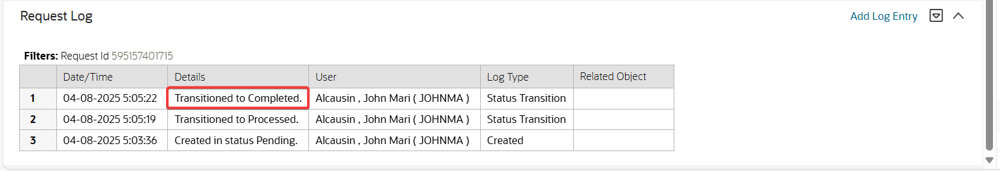 Request Log
Add Log Entry
Filters: Request Id 595157401715
Date/Time Details User Log Type Related Object
1 04-08-2025 5:05:22 Transitioned to Completed. Alcausin , John Mari ( JOHNMA ) Status Transition
2 04-08-2025 5:05:19 Transitioned to Processed. Alcausin , John Mari ( JOHNMA ) Status Transition
3 04-08-2025 5:03:36 Created in status Pending. Alcausin , John Mari ( JOHNMA ) Created